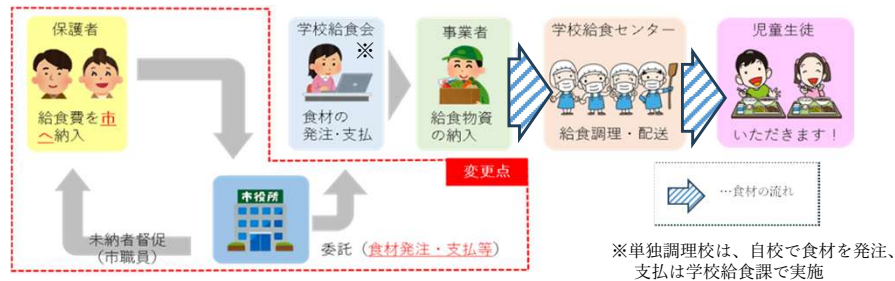 保護者
給食費を市
へ納入
学校給食会
※
食材の
発注・支払
事業者
給食物資
の納入
学校給食センター
給食調理・配送
児童生徒
いただきます！
変更点
市役所
未納者督促
（市職員）
委託（食材発注・支払等）
…食材の流れ
※単独調理校は、自校で食材を発注、
支払は学校給食課で実施